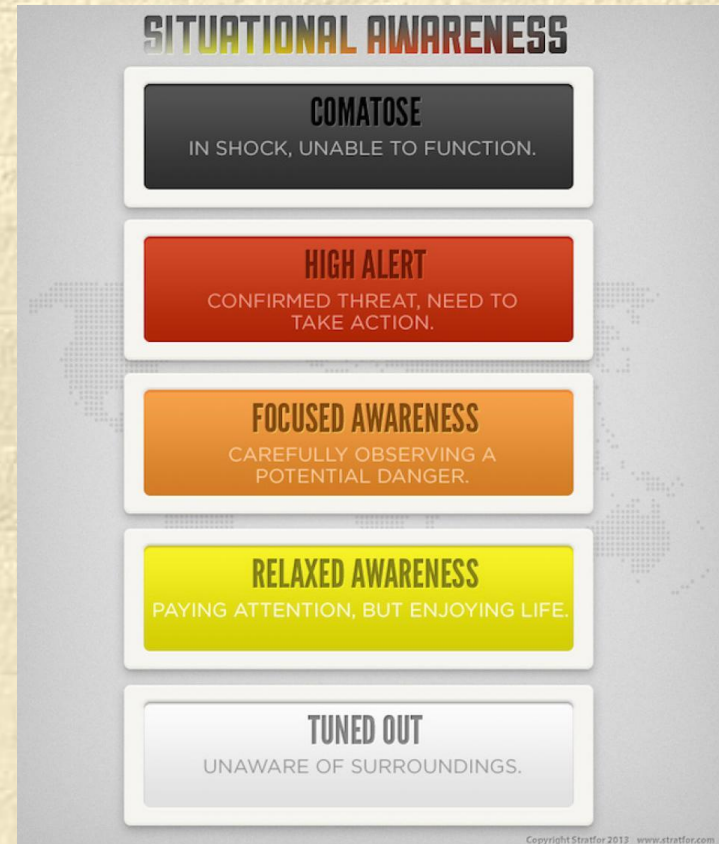 SITUATIONAL AWARENESS
COMATOSE
IN SHOCK, UNABLE TO FUNCTION.
HIGH ALERT
CONFIRMED THREAT, NEED TO
TAKE ACTION.
FOCUSED AWARENESS
CAREFULLY OBSERVING A
POTENTIAL DANGER.
RELAXED AWARENESS
PAYING ATTENTION, BUT ENJOYING LIFE.
TUNED OUT
UNAWARE OF SURROUNDINGS.
Copyright Stratfor 2013 www.stratfor.com